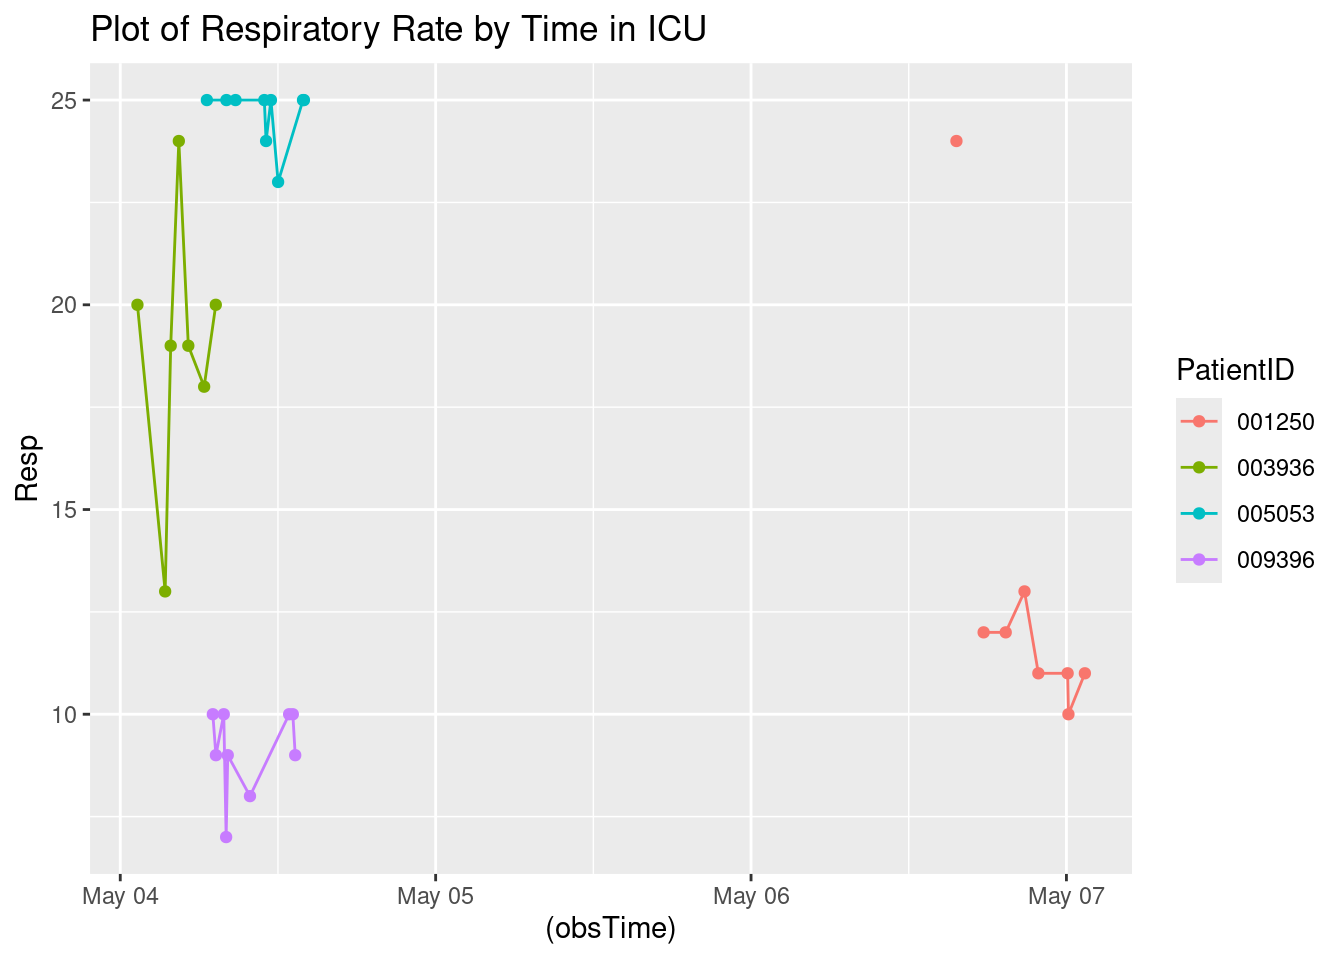 Plot of Respiratory Rate by Time in ICU
25
20
15
10
Resp
May 04
May 05
May 06
May 07
(obsTime)
PatientID
001250
003936
005053
009396